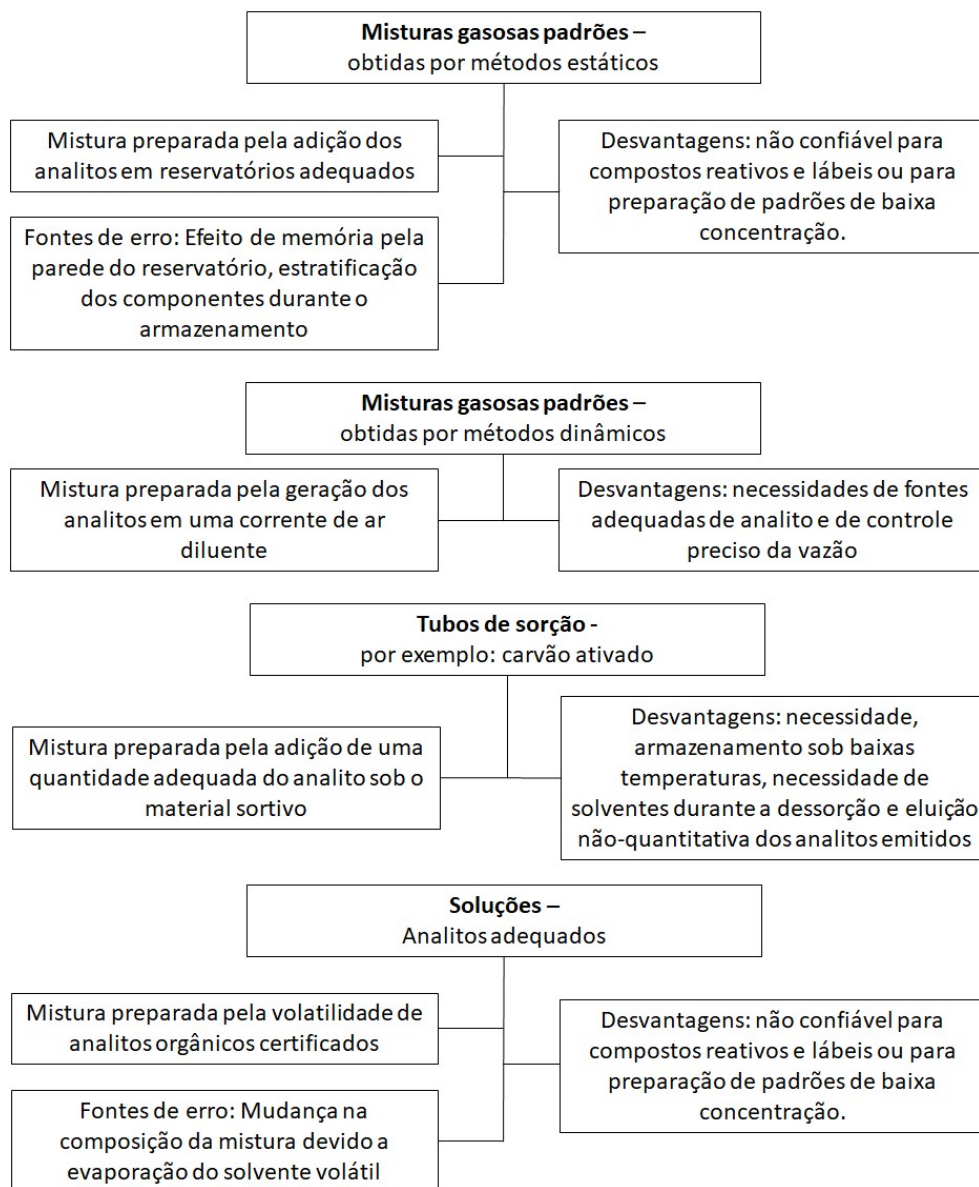 Misturas gasosas padrões –
obtidas por métodos estáticos
Mistura preparada pela adição dos
analitos em reservatórios adequados
Desvantagens: não confiável para
compostos reativos e lábeis ou para
preparação de padrões de baixa
concentração.
Fontes de erro: Efeito de memória pela
parede do reservatório, estratificação
dos componentes durante o
armazenamento
Misturas gasosas padrões –
obtidas por métodos dinâmicos
Mistura preparada pela geração dos
analitos em uma corrente de ar
diluente
Desvantagens: necessidades de fontes
adequadas de analito e de controle
preciso da vazão
Tubos de sorção -
por exemplo: carvão ativado
Mistura preparada pela adição de uma
quantidade adequada do analito sob o
material sortivo
Desvantagens: necessidade,
armazenamento sob baixas
temperaturas, necessidade de
solventes durante a dessorção e eluição
não-quantitativa dos analitos emitidos
Soluções –
Analitos adequados
Mistura preparada pela volatilidade de
analitos orgânicos certificados
Desvantagens: não confiável para
compostos reativos e lábeis ou para
preparação de padrões de baixa
concentração.
Fontes de erro: Mudança na
composição da mistura devido a
evaporação do solvente volátil